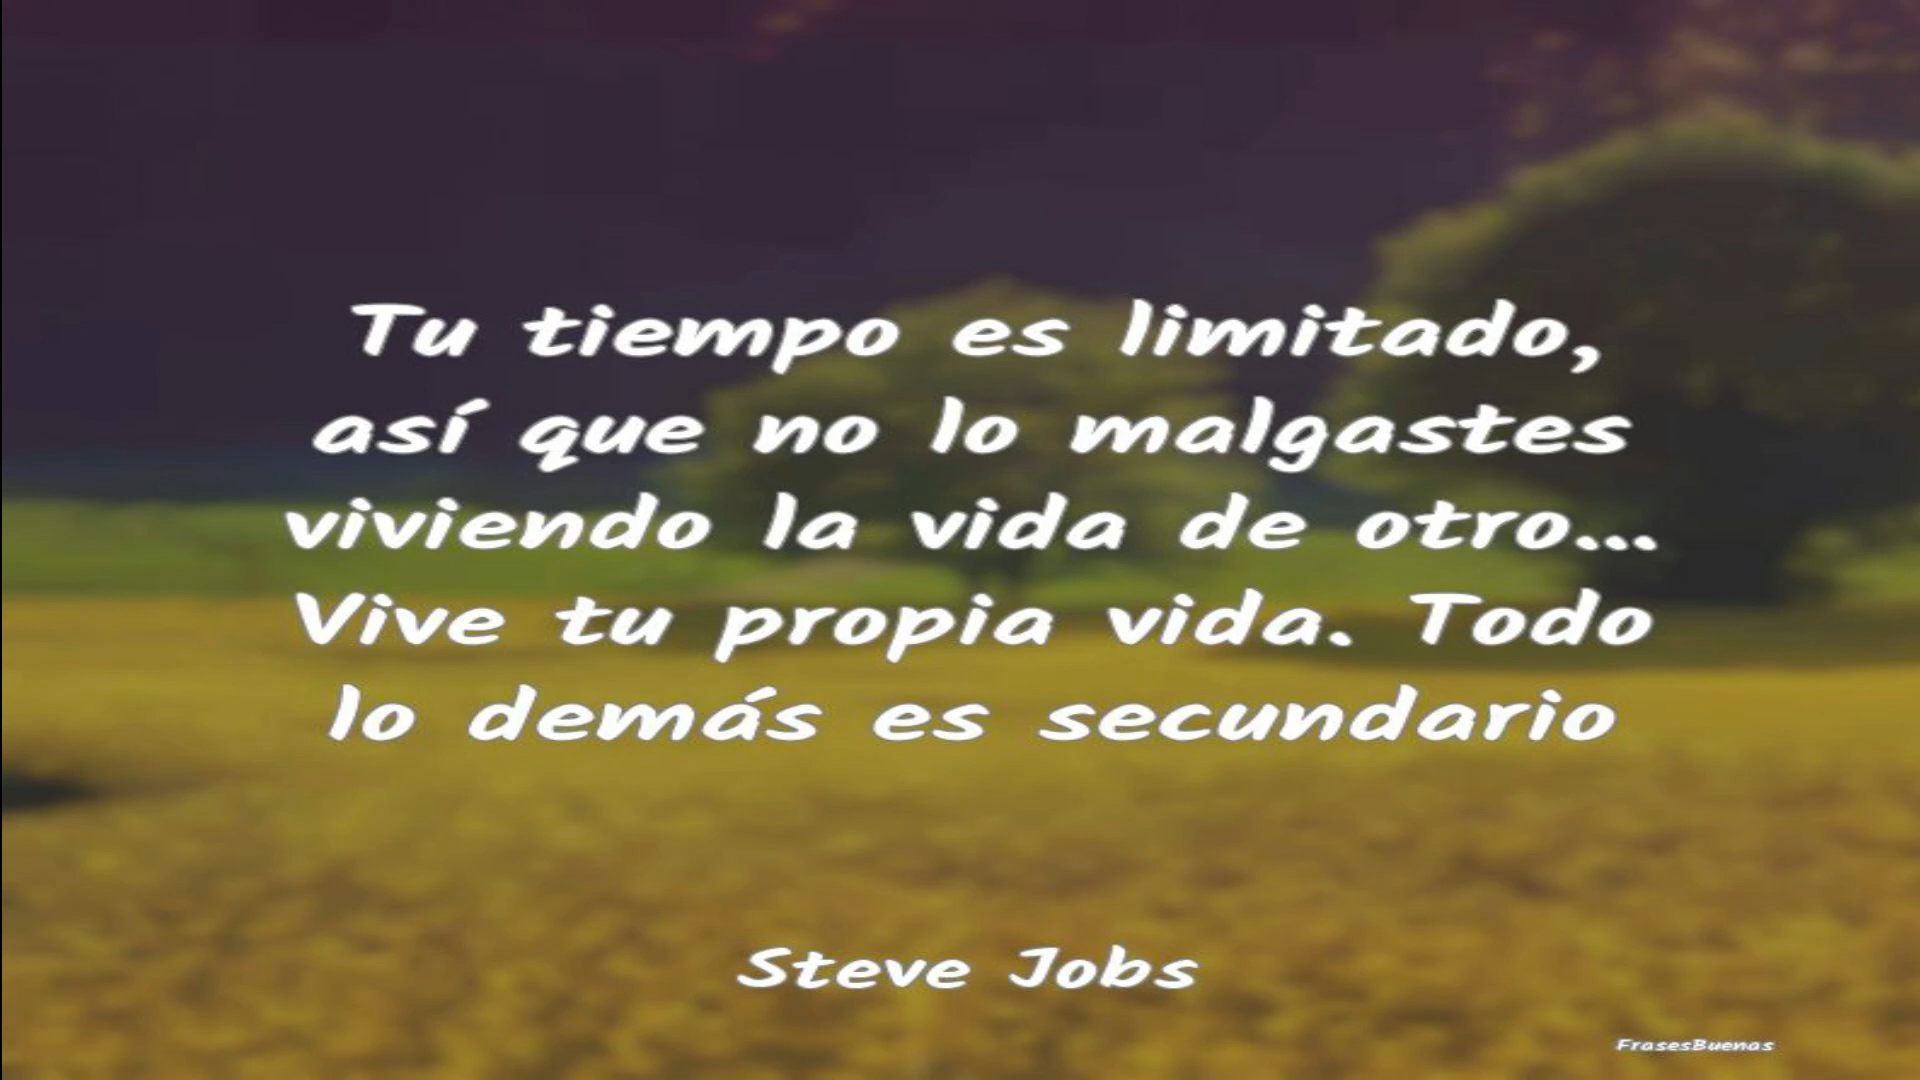 Tu tiempo es limitado,
así que no lo malgastes
viviendo la vida de otro...
Vive tu propia vida. Todo
lo demás es secundario
Steve Jobs
FrasesBuenas